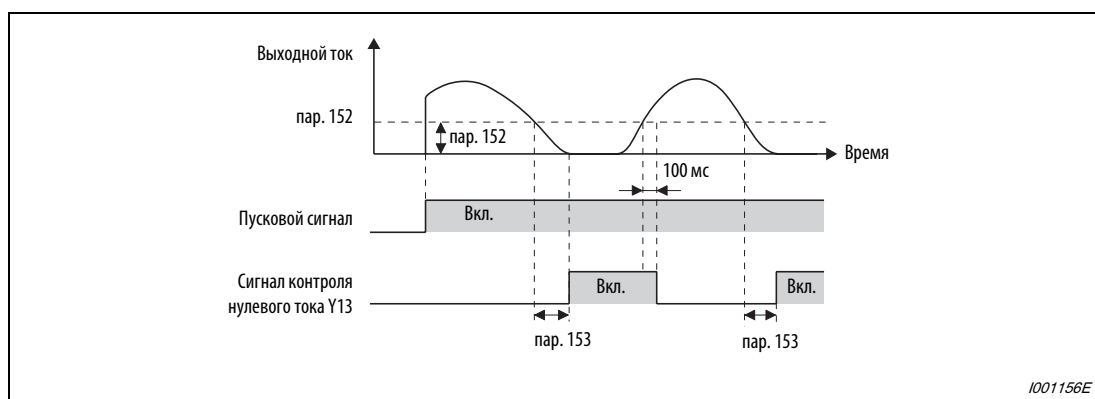 Выходной ток
пар. 152
пар. 152
Время
100 мс
Пусковой сигнал
Вкл.
Сигнал контроля
нулевого тока Y13
Вкл.
Вкл.
пар. 153
пар. 153
I001156E